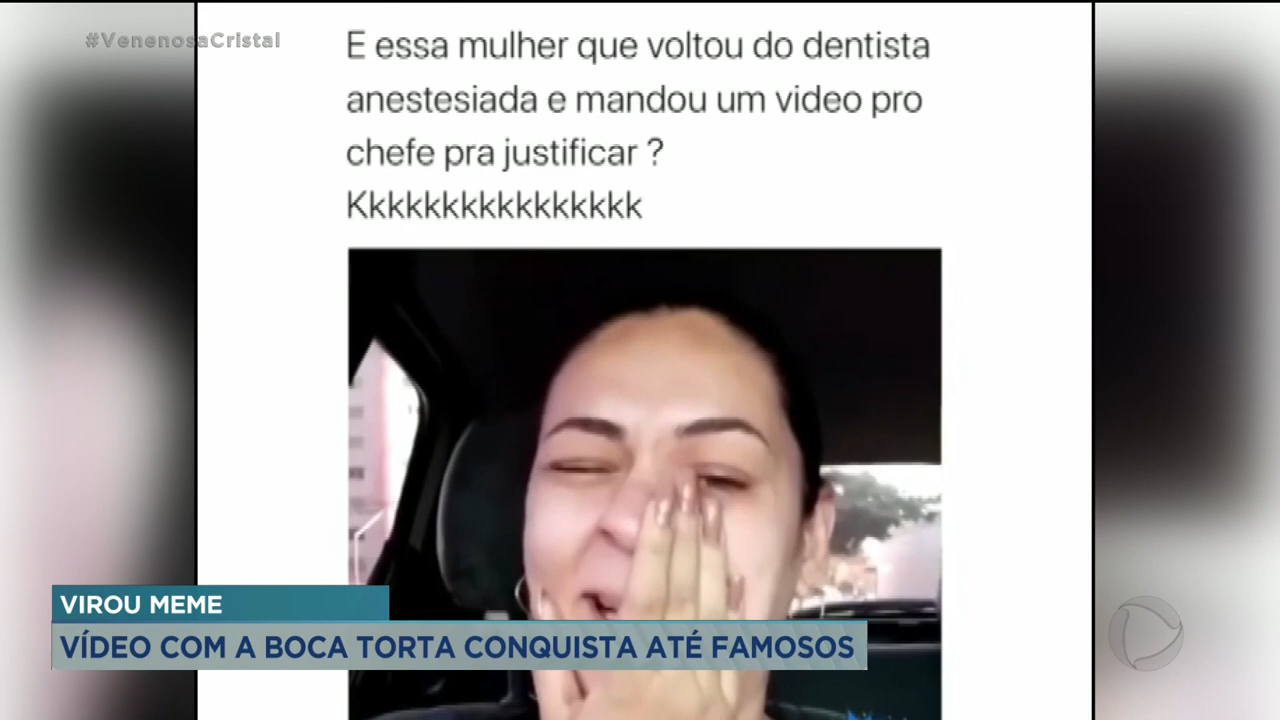 #VenenosaCristal
E essa mulher que voltou do dentista
anestesiada e mandou um video pro
chefe pra justificar ?
Kkkkkkkkkkkkkkkk
VIROU MEME
VÍDEO COM A BOCA TORTA CONQUISTA ATÉ FAMOSOS